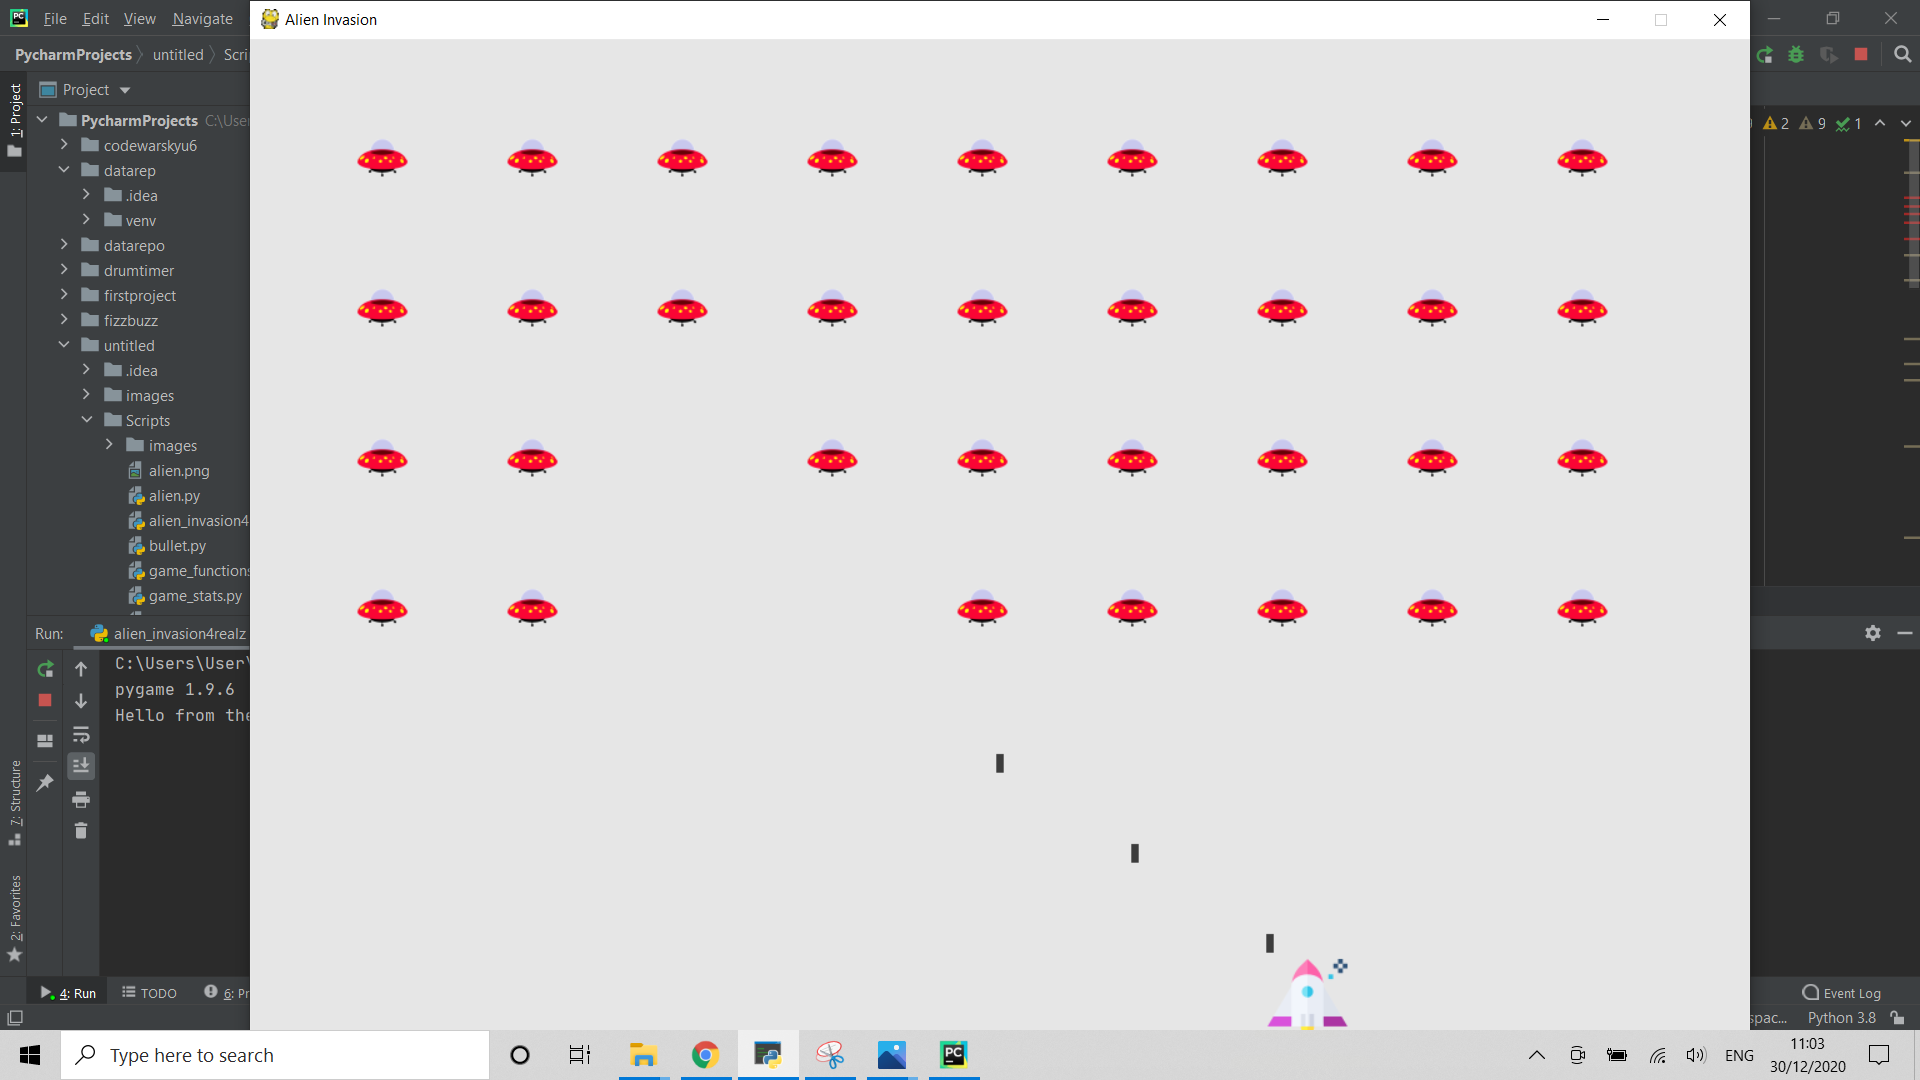 PC File Edit View Navigate
Alien Invasion
PycharmProjects untitled Scri
1: Project
Project
2 9 1
PycharmProjects C:\Use
codewarskyu6
datarep
.idea
venv
datarepo
drumtimer
firstproject
fizzbuzz
untitled
.idea
images
Scripts
images
alien.png
alien.py
alien_invasion4
bullet.py
game_functions
game_stats.py
Run: alien_invasion4realz
C:\Users\User\
pygame 1.9.6
Hello from the
7: Structure
2: Favorites
4: Run TODO 6: Pr
Event Log
spac... Python 3.8
Type here to search
PC
ENG
11:03
30/12/2020